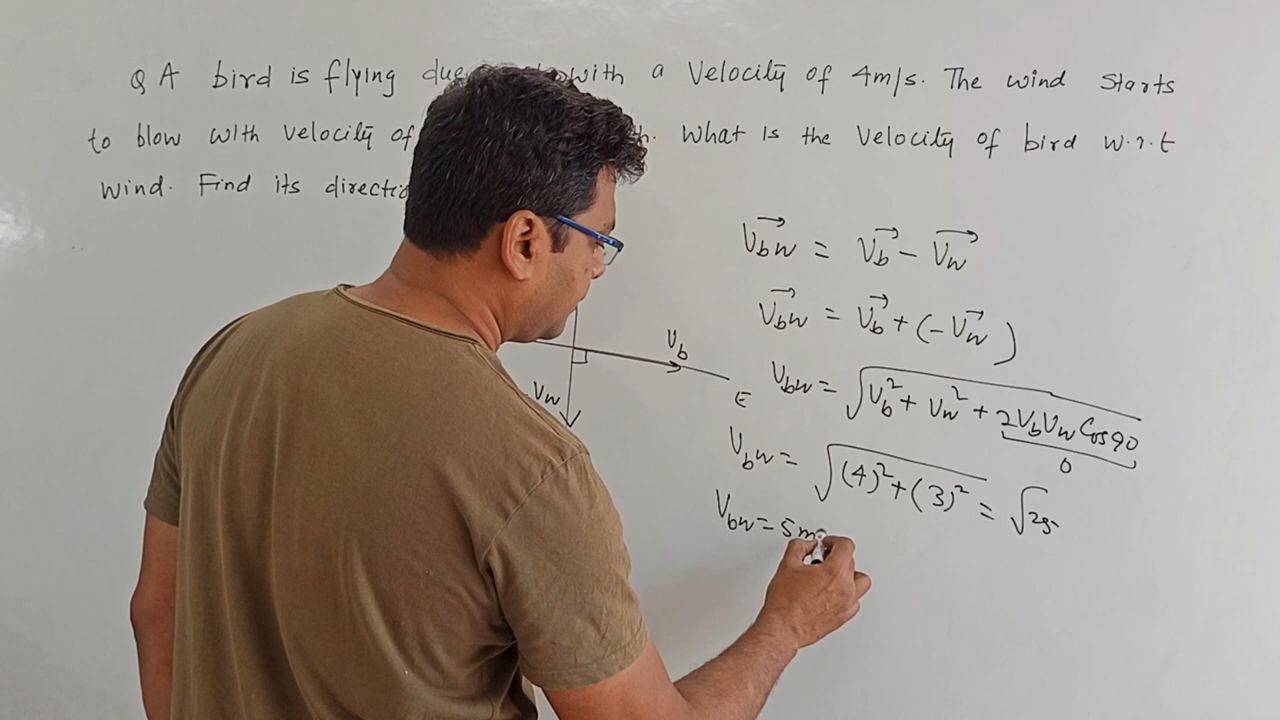 Q A bird is flying due with a velocity of 4m/s. The wind starts
to blow with velocity of h. What is the velocity of bird w.r.t
wind. Find its directio
V⃗bw = V⃗b - V⃗w
V⃗bw = V⃗b + (-V⃗w)
Vb
Vbw = √Vb² + Vw² + 2VbVw Cos90
Vw
E
0
Vbw = √(4)² + (3)² = √25
Vbw = 5m